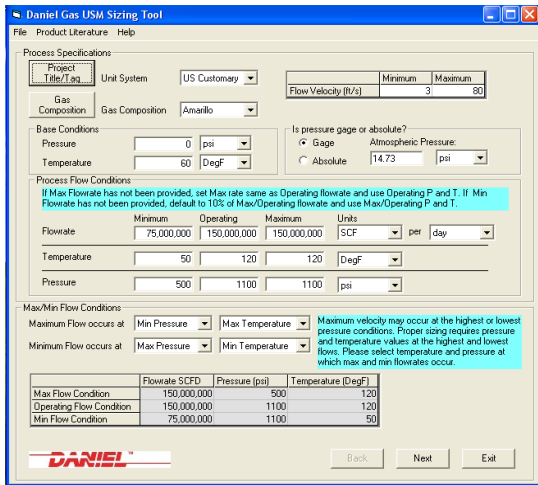 Daniel Gas USM Sizing Tool
File Product Literature Help
Process Specifications
Project Title/Tag
Unit System US Customary
Minimum Maximum
Flow Velocity (ft/s) 3 80
Gas Composition
Gas Composition Amarillo
Base Conditions
Pressure 0 psi
Temperature 60 DegF
Is pressure gage or absolute?
Gage Atmospheric Pressure:
Absolute 14.73 psi
Process Flow Conditions
If Max Flowrate has not been provided, set Max rate same as Operating flowrate and use Operating P and T. If Min
Flowrate has not been provided, default to 10% of Max/Operating flowrate and use Max/Operating P and T.
Minimum Operating Maximum Units
Flowrate 75,000,000 150,000,000 150,000,000 SCF per day
Temperature 50 120 120 DegF
Pressure 500 1100 1100 psi
Max/Min Flow Conditions
Maximum Flow occurs at Min Pressure Max Temperature
Minimum Flow occurs at Max Pressure Min Temperature
Maximum velocity may occur at the highest or lowest
pressure conditions. Proper sizing requires pressure
and temperature values at the highest and lowest
flows. Please select temperature and pressure at
which max and min flowrates occur.
Flowrate SCFD Pressure (psi) Temperature (DegF)
Max Flow Condition 150,000,000 500 120
Operating Flow Condition 150,000,000 1100 120
Min Flow Condition 75,000,000 1100 50
DANIEL™
Back Next Exit